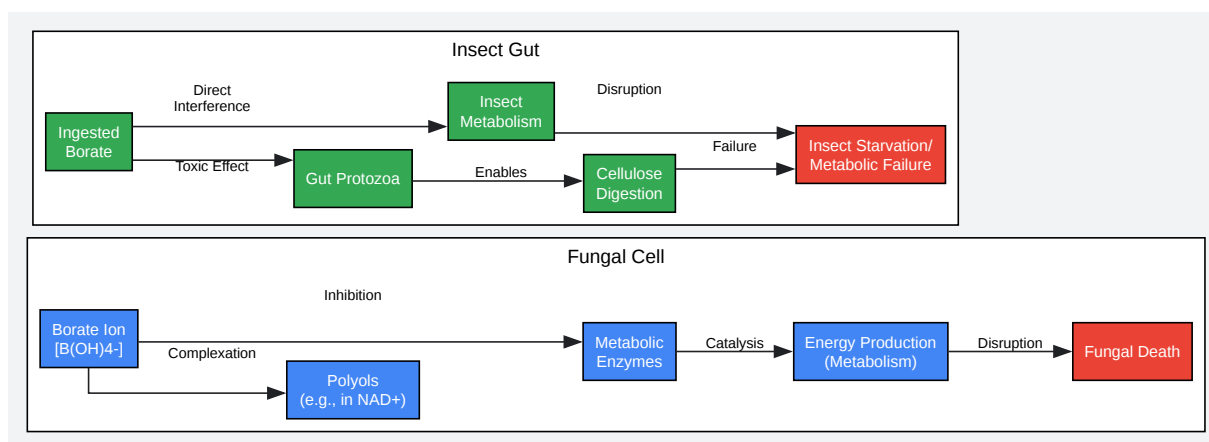 Insect Gut
Direct
Interference
Disruption
Insect
Metabolism
Ingested
Borate
Toxic Effect
Gut Protozoa
Enables
Cellulose
Digestion
Failure
Insect Starvation/
Metabolic Failure
Fungal Cell
Inhibition
Borate Ion
[B(OH)4-]
Complexation
Polyols
(e.g., in NAD+)
Metabolic
Enzymes
Catalysis
Energy Production
(Metabolism)
Disruption
Fungal Death